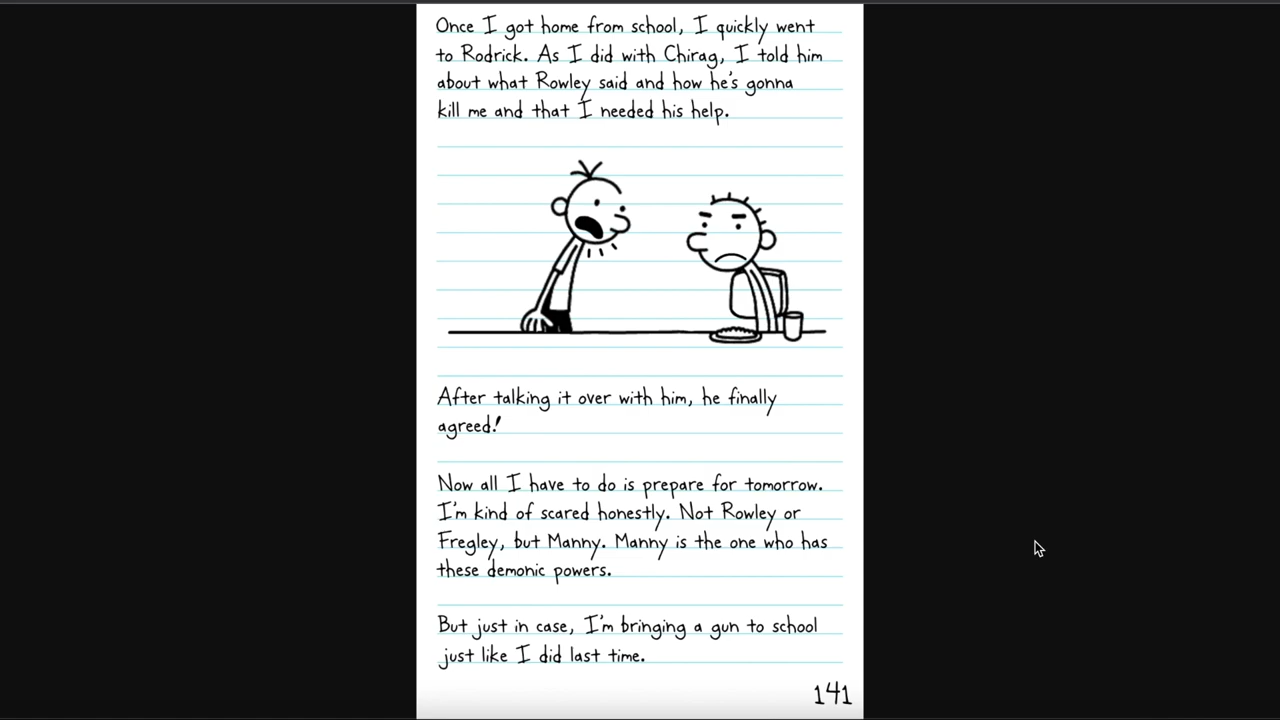 Once I got home from school, I quickly went
to Rodrick. As I did with Chirag, I told him
about what Rowley said and how he's gonna
kill me and that I needed his help.
After talking it over with him, he finally
agreed!
Now all I have to do is prepare for tomorrow.
I'm kind of scared honestly. Not Rowley or
Fregley, but Manny. Manny is the one who has
these demonic powers.
But just in case, I'm bringing a gun to school
just like I did last time.
141